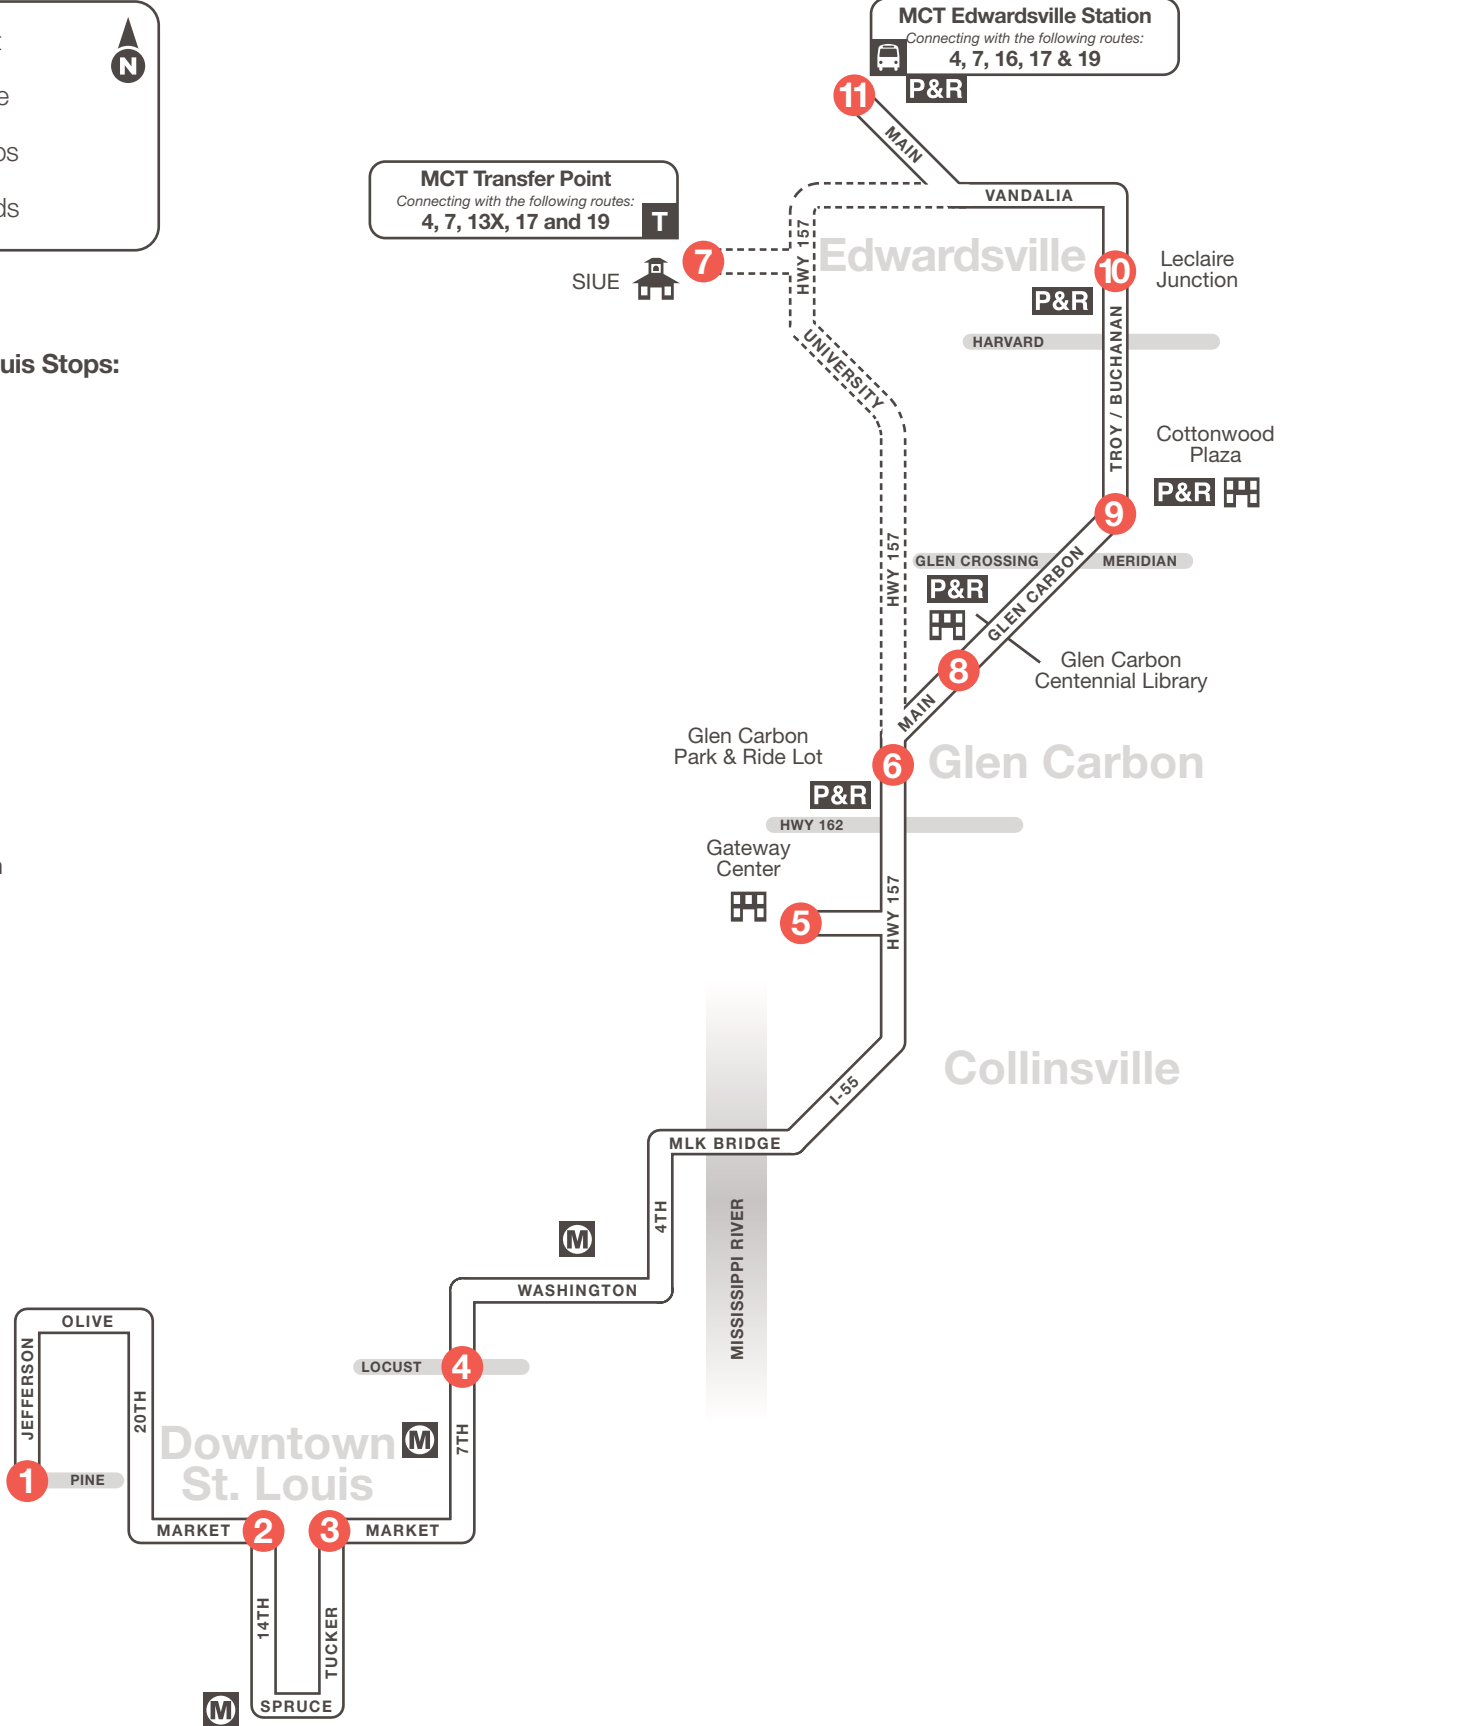 N
MCT Edwardsville Station
Connecting with the following routes:
4, 7, 16, 17 & 19
P&R
11
MAIN
MCT Transfer Point
Connecting with the following routes:
4, 7, 13X, 17 and 19
T
VANDALIA
7
SIUE
HWY 157
Edwardsville
10
Leclaire
Junction
P&R
HARVARD
UNIVERSITY
TROY / BUCHANAN
uis Stops:
Cottonwood
Plaza
P&R
9
HWY 157
GLEN CROSSING
MERIDIAN
P&R
GLEN CARBON
8
Glen Carbon
Centennial Library
MAIN
Glen Carbon
Park & Ride Lot
6
Glen Carbon
P&R
HWY 162
Gateway
Center
5
HWY 157
Collinsville
I-55
MLK BRIDGE
4TH
MISSISSIPPI RIVER
M
WASHINGTON
OLIVE
JEFFERSON
20TH
LOCUST
4
7TH
Downtown
St. Louis
M
1
PINE
MARKET
2
3
MARKET
14TH
TUCKER
SPRUCE
M